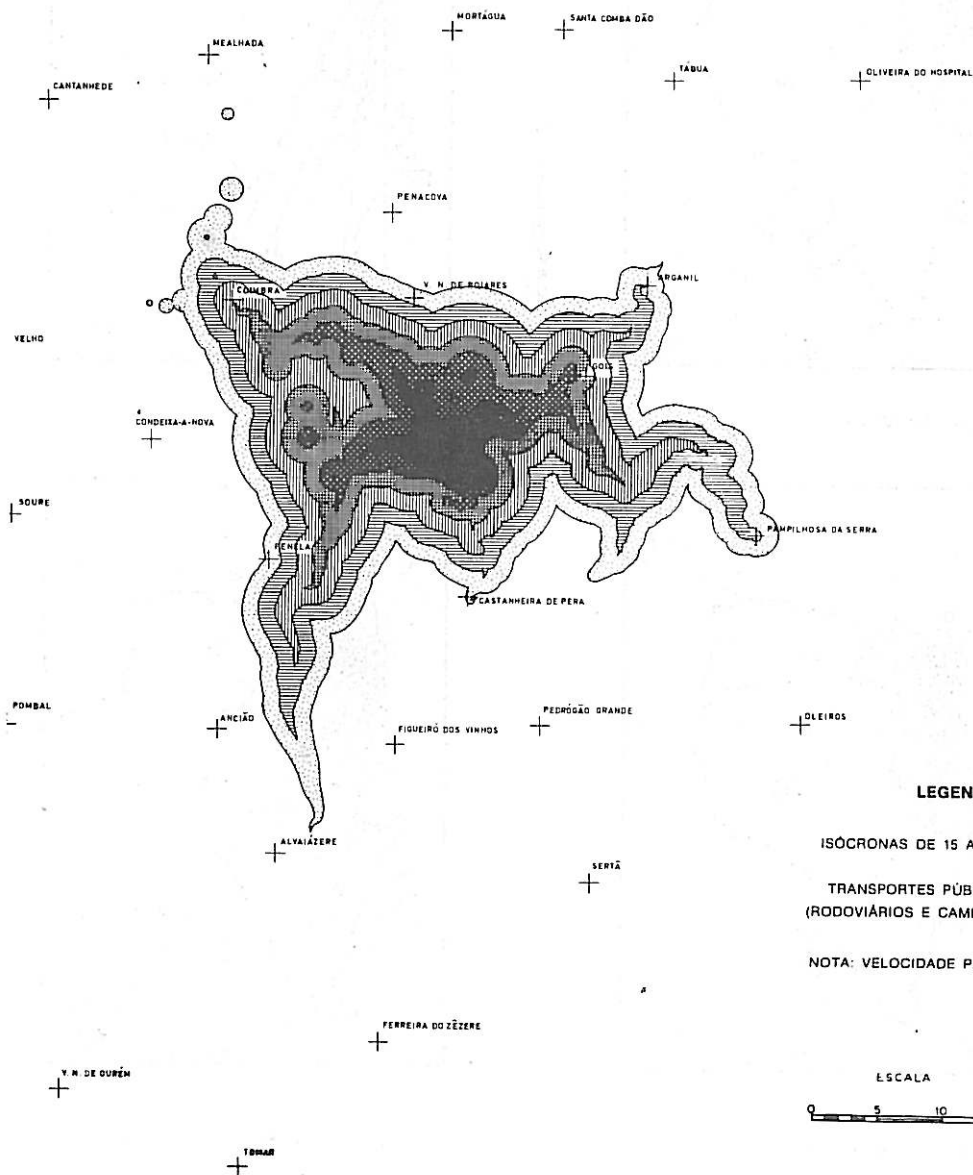 MORTÁGUA
SANTA COMBA DÃO
MEALHADA
TÁBUA
OLIVEIRA DO HOSPITAL
CANTANHEDE
PENACOVA
ARGANIL
COIMBRA
V. N. DE POIARES
VELHO
GOIS
CONDEIXA-A-NOVA
SOURE
PAMPILHOSA DA SERRA
PENELA
CASTANHEIRA DE PERA
POMBAL
ANCIÃO
FIGUEIRÓ DOS VINHOS
PEDRÓGÃO GRANDE
OLEIROS
LEGEN
ISÓCRONAS DE 15 A
ALVAIÁZERE
SERTÃ
TRANSPORTES PÚB
(RODOVIÁRIOS E CAMI
NOTA: VELOCIDADE P
FERREIRA DO ZÊZERE
V. N. DE OURÉM
ESCALA
0 5 10
TOMAR